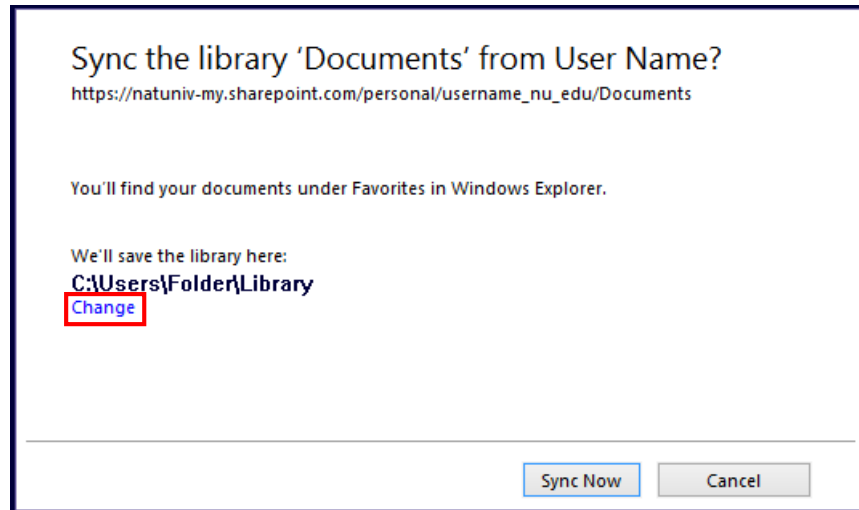 Sync the library ‘Documents’ from User Name?
https://natuniv-my.sharepoint.com/personal/username_nu_edu/Documents
You'll find your documents under Favorites in Windows Explorer.
We'll save the library here:
C:\Users\Folder\Library
Change
Sync Now Cancel